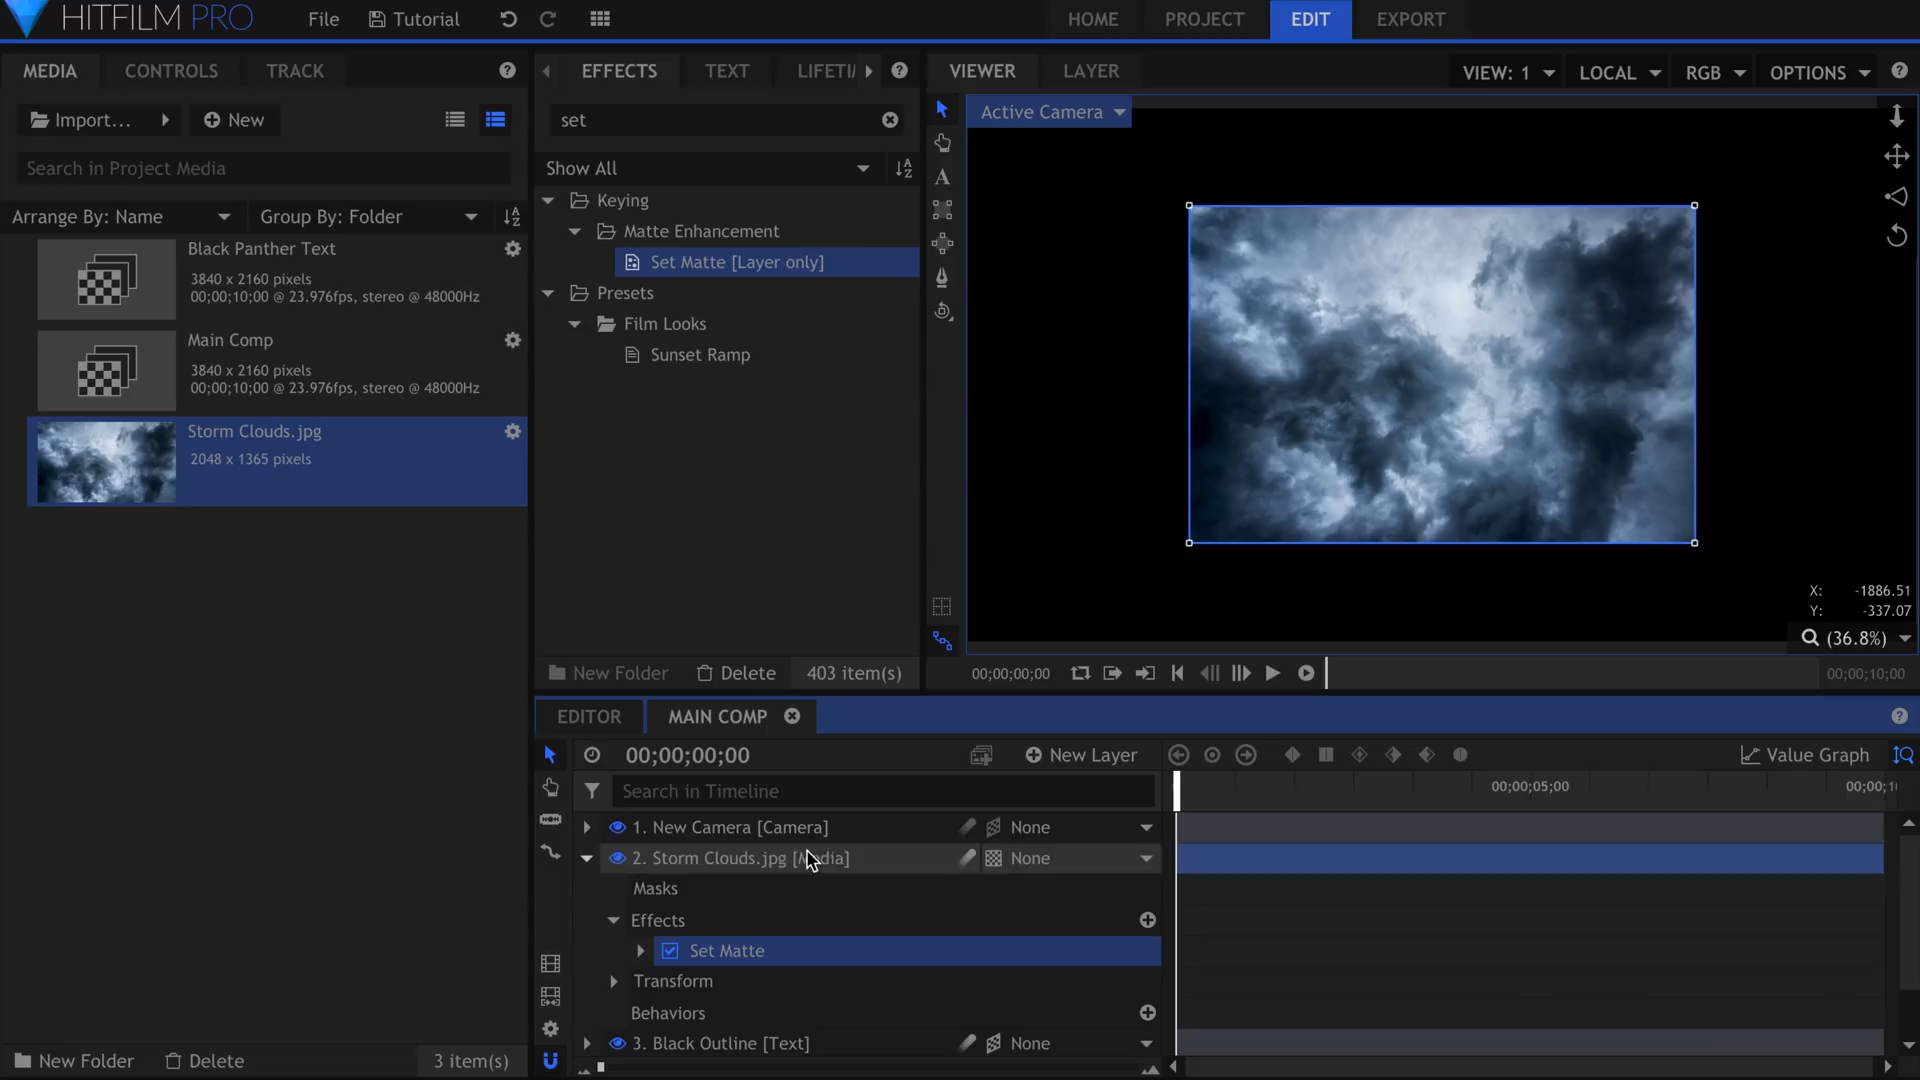 HITFILM PRO File Tutorial HOME PROJECT EDIT EXPORT
MEDIA CONTROLS TRACK
Import... New
Search in Project Media
Arrange By: Name Group By: Folder
Black Panther Text
3840 x 2160 pixels
00;00;10;00 @ 23.976fps, stereo @ 48000Hz
Main Comp
3840 x 2160 pixels
00;00;10;00 @ 23.976fps, stereo @ 48000Hz
Storm Clouds.jpg
2048 x 1365 pixels
New Folder Delete 3 item(s)
EFFECTS TEXT
set
Show All
Keying
Matte Enhancement
Set Matte [Layer only]
Presets
Film Looks
Sunset Ramp
New Folder Delete 403 item(s)
VIEWER LAYER VIEW: 1 LOCAL RGB OPTIONS
Active Camera
X: -1886.51
Y: -337.07
(36.8%)
00;00;00;00 00;00;10;00
EDITOR MAIN COMP
00;00;00;00 New Layer Value Graph
Search in Timeline 00;00;05;00
1. New Camera [Camera] None
2. Storm Clouds.jpg [Media] None
Masks
Effects
Set Matte
Transform
Behaviors
3. Black Outline [Text] None